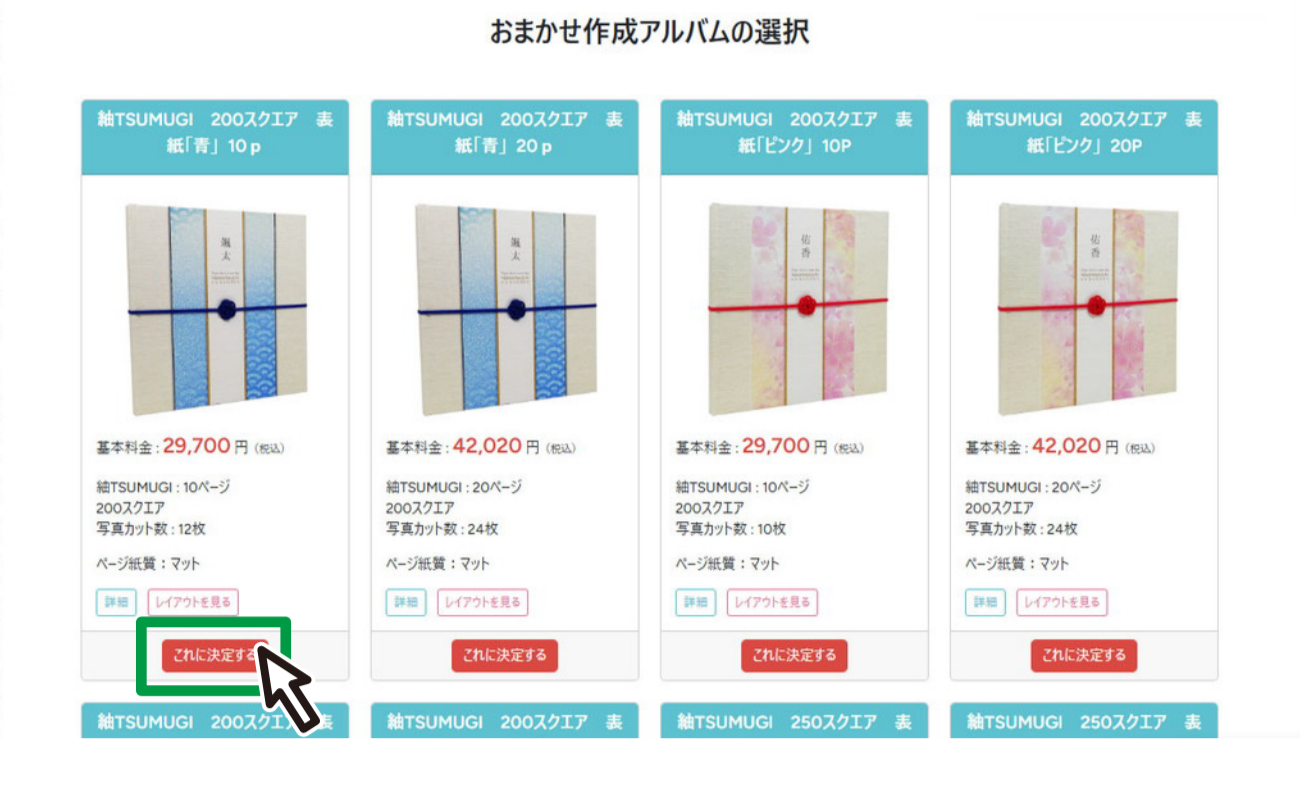 おまかせ作成アルバムの選択
紬TSUMUGI 200スクエア 表
紙「青」10 p
紬TSUMUGI 200スクエア 表
紙「青」20 p
紬TSUMUGI 200スクエア 表
紙「ピンク」10P
紬TSUMUGI 200スクエア 表
紙「ピンク」20P
颯太
颯太
佑香
佑香
基本料金 : 29,700 円 (税込)
基本料金 : 42,020 円 (税込)
基本料金 : 29,700 円 (税込)
基本料金 : 42,020 円 (税込)
紬TSUMUGI : 10ページ
200スクエア
写真カット数 : 12枚
ページ紙質:マット
紬TSUMUGI : 20ページ
200スクエア
写真カット数 : 24枚
ページ紙質:マット
紬TSUMUGI : 10ページ
200スクエア
写真カット数 : 10枚
ページ紙質:マット
紬TSUMUGI : 20ページ
200スクエア
写真カット数 : 24枚
ページ紙質:マット
詳細 レイアウトを見る
詳細 レイアウトを見る
詳細 レイアウトを見る
詳細 レイアウトを見る
これに決定する
これに決定する
これに決定する
これに決定する
紬TSUMUGI 200スクエア 表
紬TSUMUGI 200スクエア 表
紬TSUMUGI 250スクエア 表
紬TSUMUGI 250スクエア 表